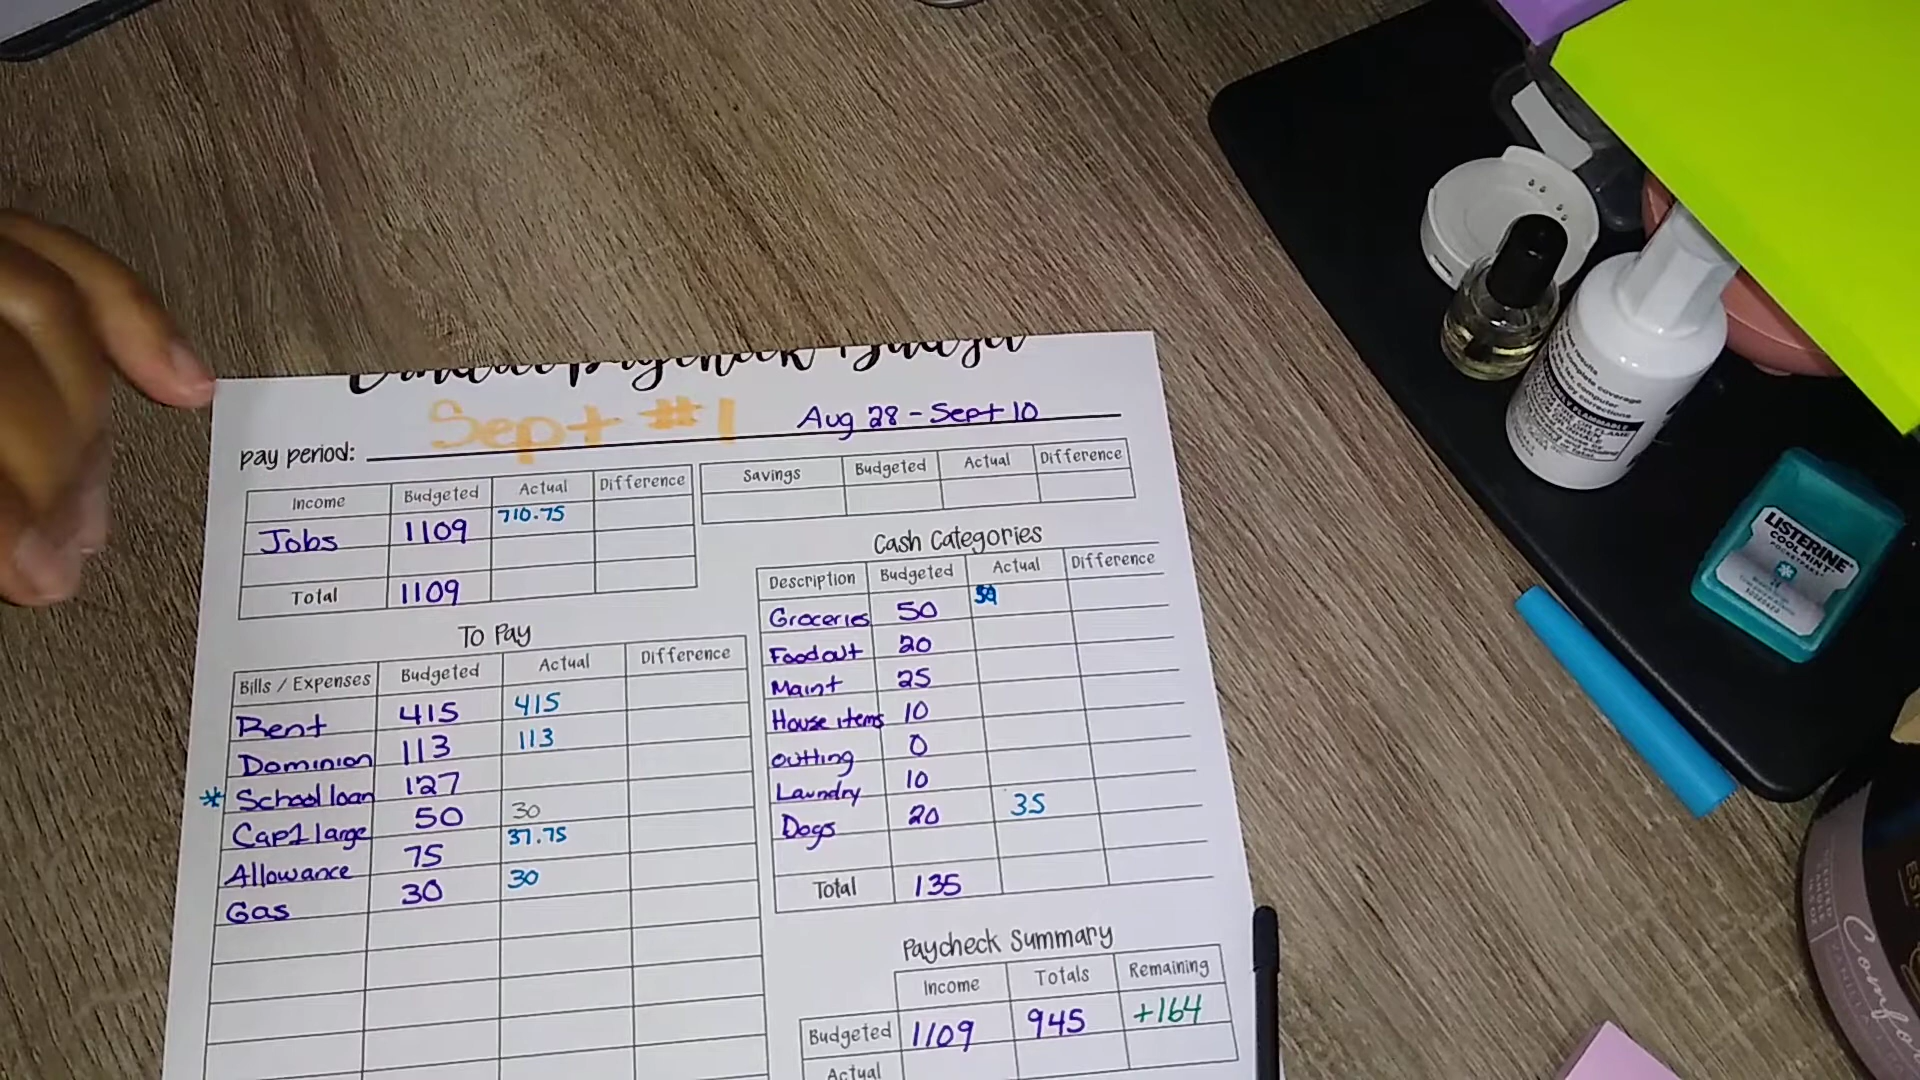 Paycheck Budget
Sept #1 Aug 28 - Sept 10
pay period:
Income Budgeted Actual Difference
Jobs 1109 710.75
Total 1109
Savings Budgeted Actual Difference
To Pay
Bills / Expenses Budgeted Actual Difference
Rent 415 415
Dominion 113 113
* School loan 127
Cap1 large 50 30
Allowance 75 37.75
Gas 30 30
Cash Categories
Description Budgeted Actual Difference
Groceries 50
Food out 20
Maint 25
House items 10
outting 0
Laundry 10
Dogs 20 35
Total 135
Paycheck Summary
Income Totals Remaining
Budgeted 1109 945 +164
Actual
LISTERINE
COOL MINT
POCKETPAKS